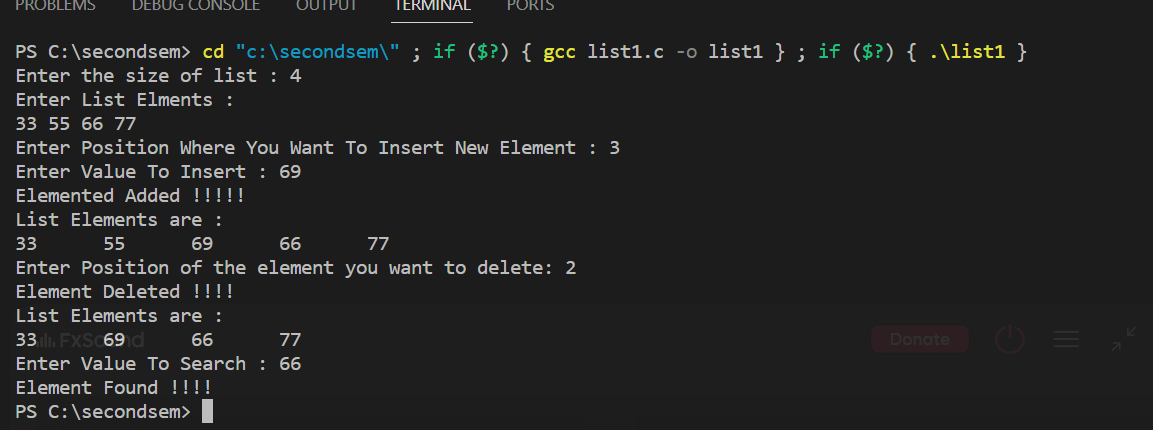 PROBLEMS DEBUG CONSOLE OUTPUT TERMINAL PORTS
PS C:\secondsem> cd "c:\secondsem\" ; if ($?) { gcc list1.c -o list1 } ; if ($?) { .\list1 }
Enter the size of list : 4
Enter List Elments :
33 55 66 77
Enter Position Where You Want To Insert New Element : 3
Enter Value To Insert : 69
Elemented Added !!!!!
List Elements are :
33 55 69 66 77
Enter Position of the element you want to delete: 2
Element Deleted !!!!
List Elements are :
33 69 66 77
FxSound Donate
Enter Value To Search : 66
Element Found !!!!
PS C:\secondsem>